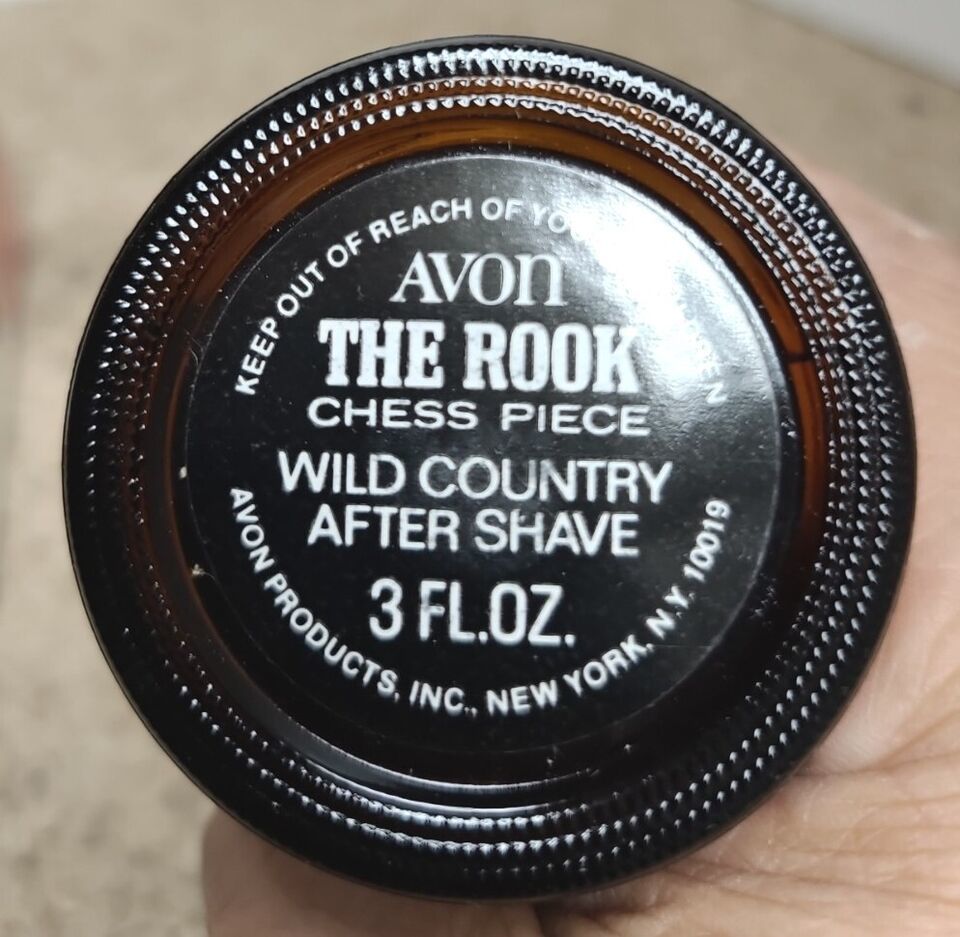 KEEP OUT OF REACH OF
AVON
THE ROOK
CHESS PIECE
WILD COUNTRY
AFTER SHAVE
3 FL.OZ.
AVON PRODUCTS, INC., NEW YORK, N.Y. 10019